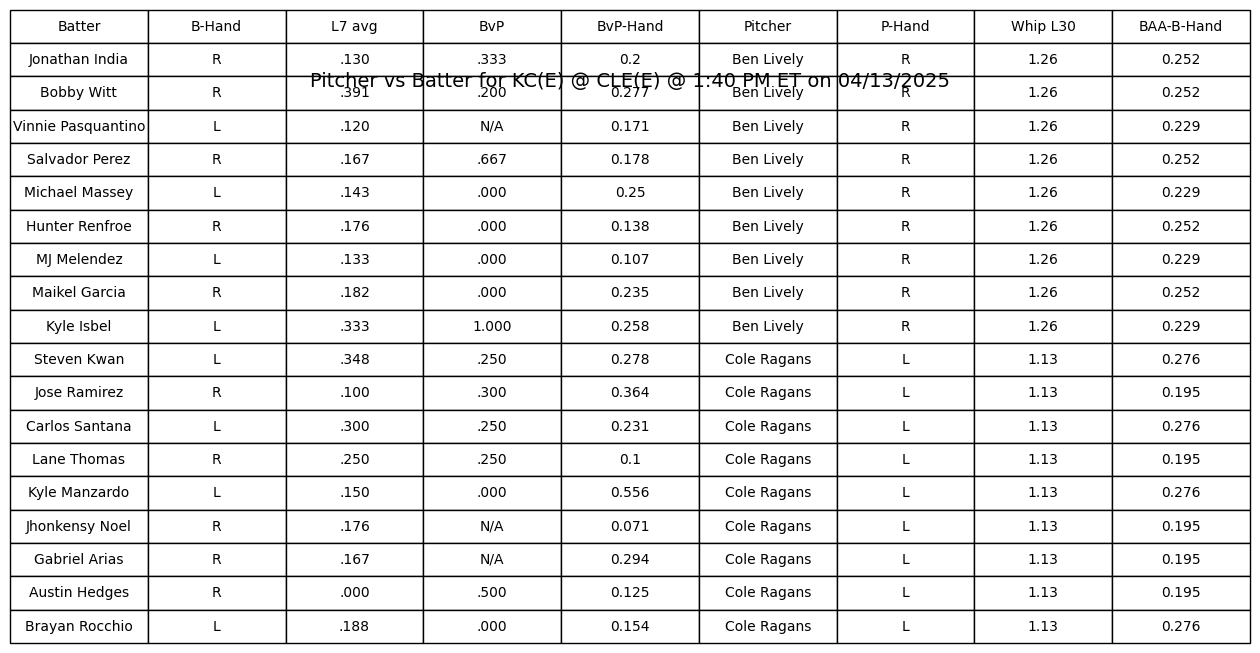 Batter B-Hand L7 avg BvP BvP-Hand Pitcher P-Hand Whip L30 BAA-B-Hand
Jonathan India R .130 .333 0.2 Ben Lively R 1.26 0.252
Pitcher vs Batter for KC(E) @ CLE(E) @ 1:40 PM ET on 04/13/2025
Bobby Witt R .391 .200 0.277 Ben Lively R 1.26 0.252
Vinnie Pasquantino L .120 N/A 0.171 Ben Lively R 1.26 0.229
Salvador Perez R .167 .667 0.178 Ben Lively R 1.26 0.252
Michael Massey L .143 .000 0.25 Ben Lively R 1.26 0.229
Hunter Renfroe R .176 .000 0.138 Ben Lively R 1.26 0.252
MJ Melendez L .133 .000 0.107 Ben Lively R 1.26 0.229
Maikel Garcia R .182 .000 0.235 Ben Lively R 1.26 0.252
Kyle Isbel L .333 1.000 0.258 Ben Lively R 1.26 0.229
Steven Kwan L .348 .250 0.278 Cole Ragans L 1.13 0.276
Jose Ramirez R .100 .300 0.364 Cole Ragans L 1.13 0.195
Carlos Santana L .300 .250 0.231 Cole Ragans L 1.13 0.276
Lane Thomas R .250 .250 0.1 Cole Ragans L 1.13 0.195
Kyle Manzardo L .150 .000 0.556 Cole Ragans L 1.13 0.276
Jhonkensy Noel R .176 N/A 0.071 Cole Ragans L 1.13 0.195
Gabriel Arias R .167 N/A 0.294 Cole Ragans L 1.13 0.195
Austin Hedges R .000 .500 0.125 Cole Ragans L 1.13 0.195
Brayan Rocchio L .188 .000 0.154 Cole Ragans L 1.13 0.276